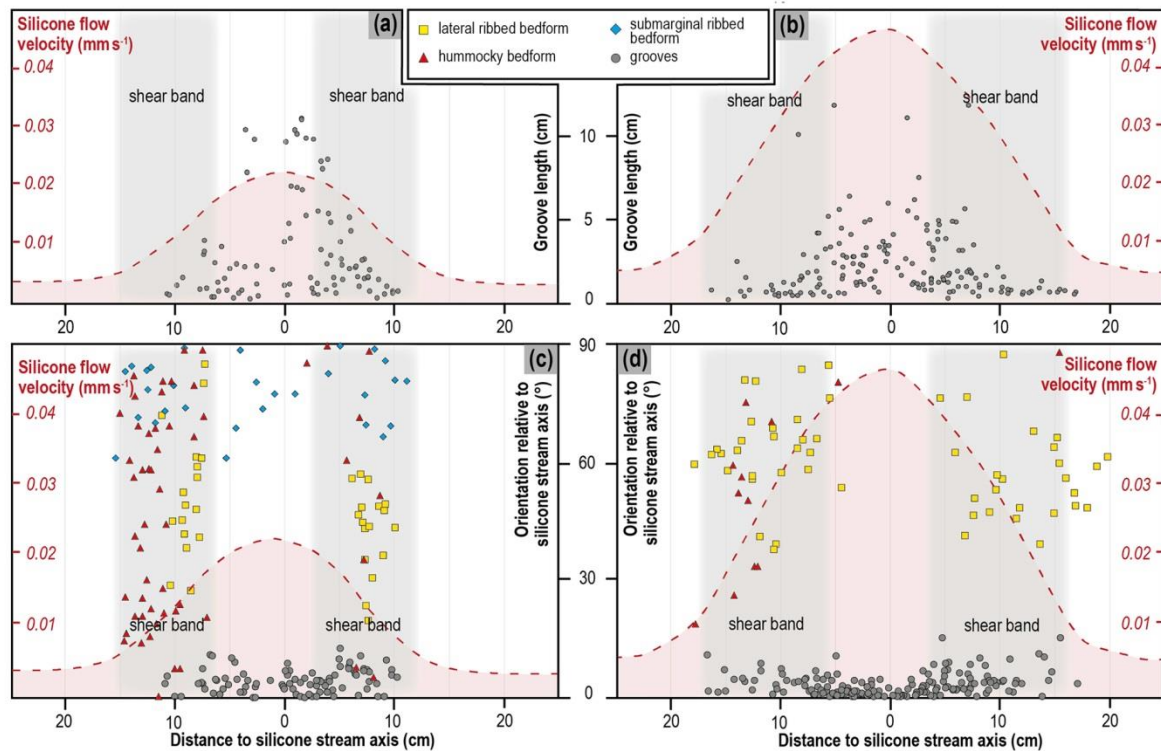 Silicone flow
velocity (mm s-1)
(a)
lateral ribbed bedform
hummocky bedform
submarginal ribbed
bedform
grooves
(b)
Silicone flow
velocity (mm s-1)
0.04
0.03
0.02
0.01
shear band
shear band
Groove length (cm)
10
5
0
Groove length (cm)
shear band
shear band
0.04
0.03
0.02
0.01
20
10
0
10
20
20
10
0
10
20
Silicone flow
velocity (mm s-1)
(c)
0.04
0.03
0.02
0.01
shear band
shear band
Orientation relative to
silicone stream axis (°)
90
60
30
0
Orientation relative to
silicone stream axis (°)
(d)
Silicone flow
velocity (mm s-1)
0.04
0.03
0.02
0.01
shear band
shear band
20
10
0
10
20
Distance to silicone stream axis (cm)
20
10
0
10
20
Distance to silicone stream axis (cm)